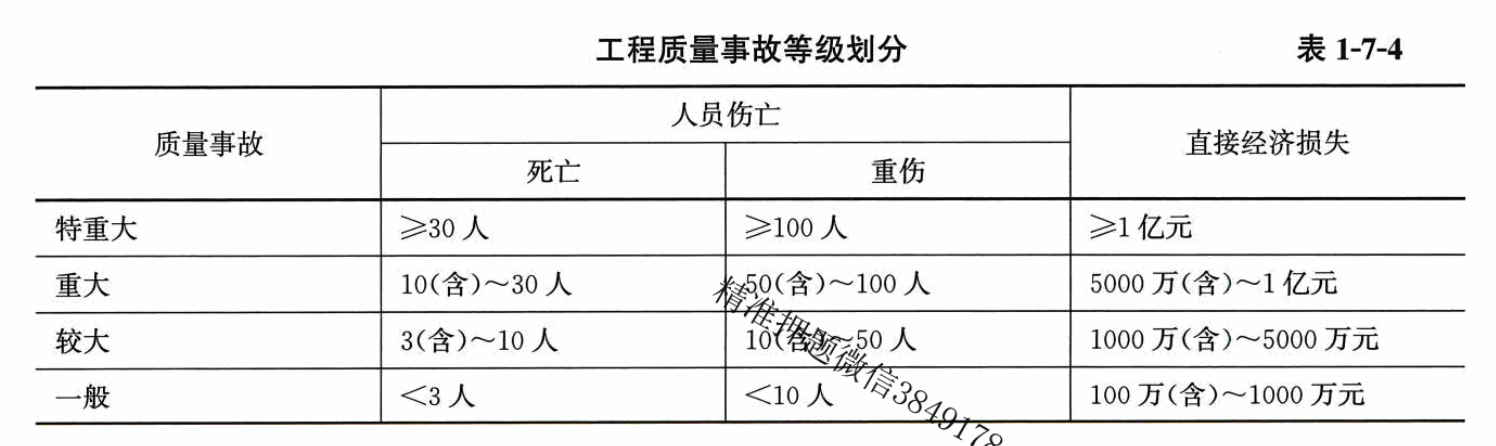 工程质量事故等级划分 表 1-7-4
质量事故 人员伤亡 直接经济损失
死亡 重伤
特重大 ≥30 人 ≥100 人 ≥1 亿元
重大 10(含)～30 人 50(含)～100 人 5000 万(含)～1 亿元
较大 3(含)～10 人 10(含)～50 人 1000 万(含)～5000 万元
一般 <3 人 <10 人 100 万(含)～1000 万元
精准押题微信3849178